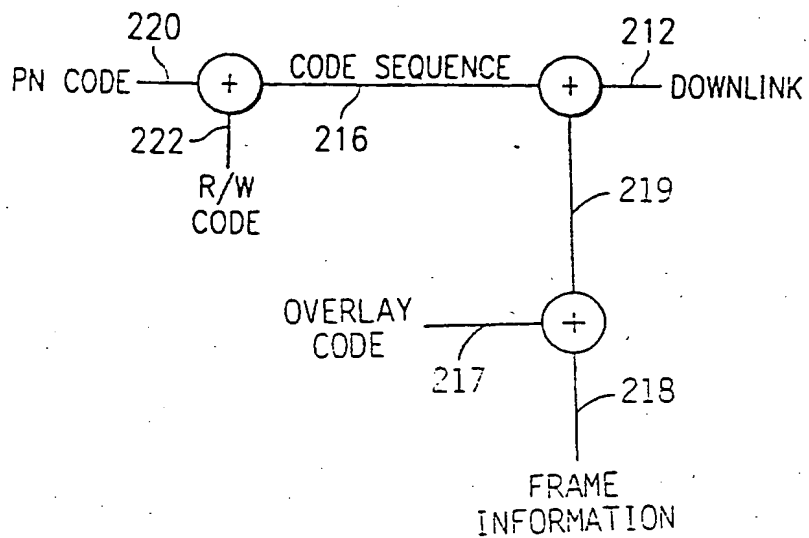 220
212
PN CODE
+
CODE SEQUENCE
+
DOWNLINK
222
216
R/W
CODE
219
OVERLAY
CODE
+
217
218
FRAME
INFORMATION